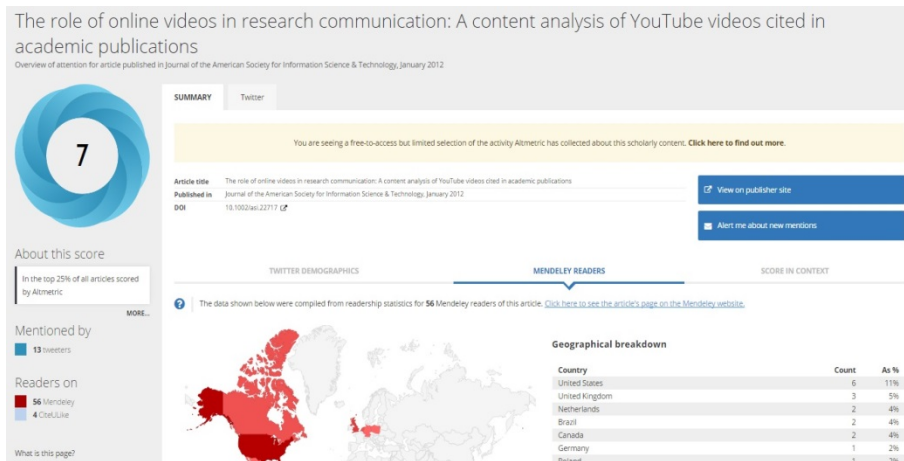 The role of online videos in research communication: A content analysis of YouTube videos cited in
academic publications
Overview of attention for article published in Journal of the American Society for Information Science & Technology, January 2012
SUMMARY
Twitter
7
You are seeing a free-to-access but limited selection of the activity Altmetric has collected about this scholarly content. Click here to find out more.
Article title The role of online videos in research communication: A content analysis of YouTube videos cited in academic publications
Published in Journal of the American Society for Information Science & Technology, January 2012
DOI 10.1002/asi.22717
View on publisher site
Alert me about new mentions
About this score
In the top 25% of all articles scored
by Altmetric
MORE...
Mentioned by
13 tweeters
Readers on
56 Mendeley
4 CiteULike
What is this page?
TWITTER DEMOGRAPHICS
MENDELEY READERS
SCORE IN CONTEXT
? The data shown below were compiled from readership statistics for 56 Mendeley readers of this article. Click here to see the article's page on the Mendeley website.
Geographical breakdown
Country Count As %
United States 6 11%
United Kingdom 3 5%
Netherlands 2 4%
Brazil 2 4%
Canada 2 4%
Germany 1 2%
Poland 1 2%